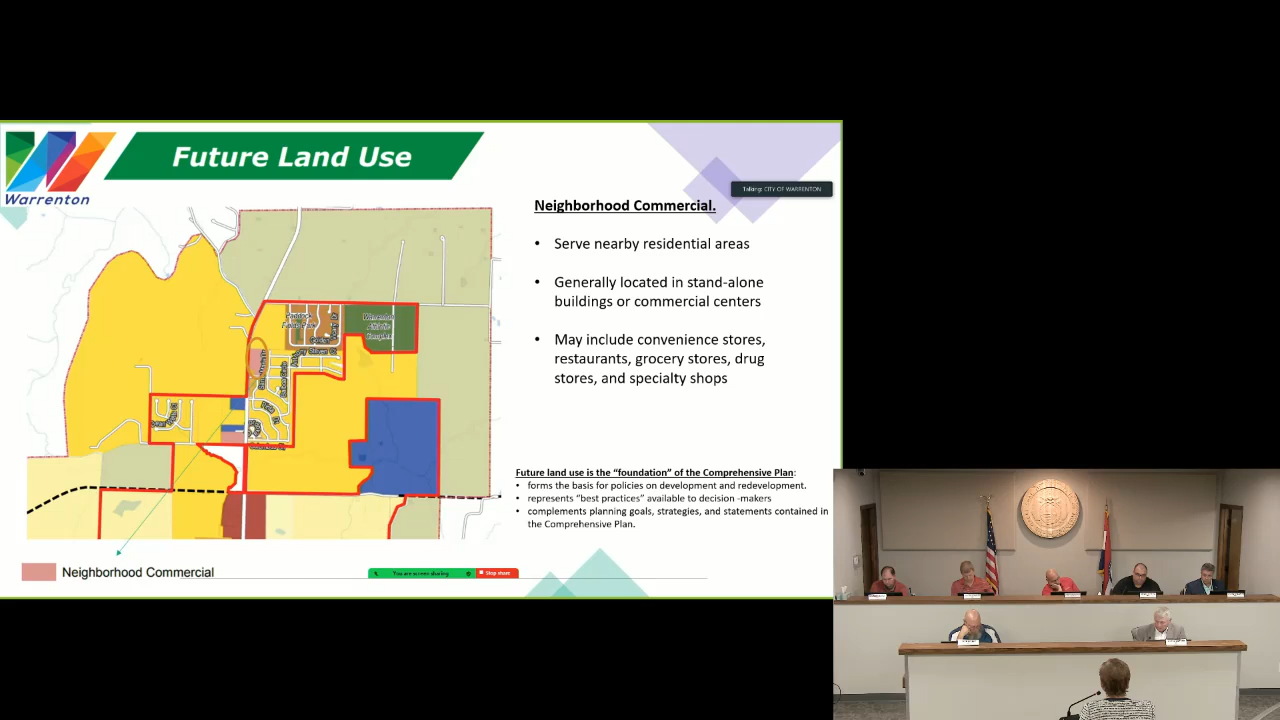 Future Land Use
Warrenton
Talking: CITY OF WARRENTON
Neighborhood Commercial.
• Serve nearby residential areas
• Generally located in stand-alone
buildings or commercial centers
• May include convenience stores,
restaurants, grocery stores, drug
stores, and specialty shops
Warrenton
Athletic
Complex
Future land use is the “foundation” of the Comprehensive Plan:
• forms the basis for policies on development and redevelopment.
• represents “best practices” available to decision -makers
• complements planning goals, strategies, and statements contained in
the Comprehensive Plan.
Neighborhood Commercial
You are screen sharing
Stop share